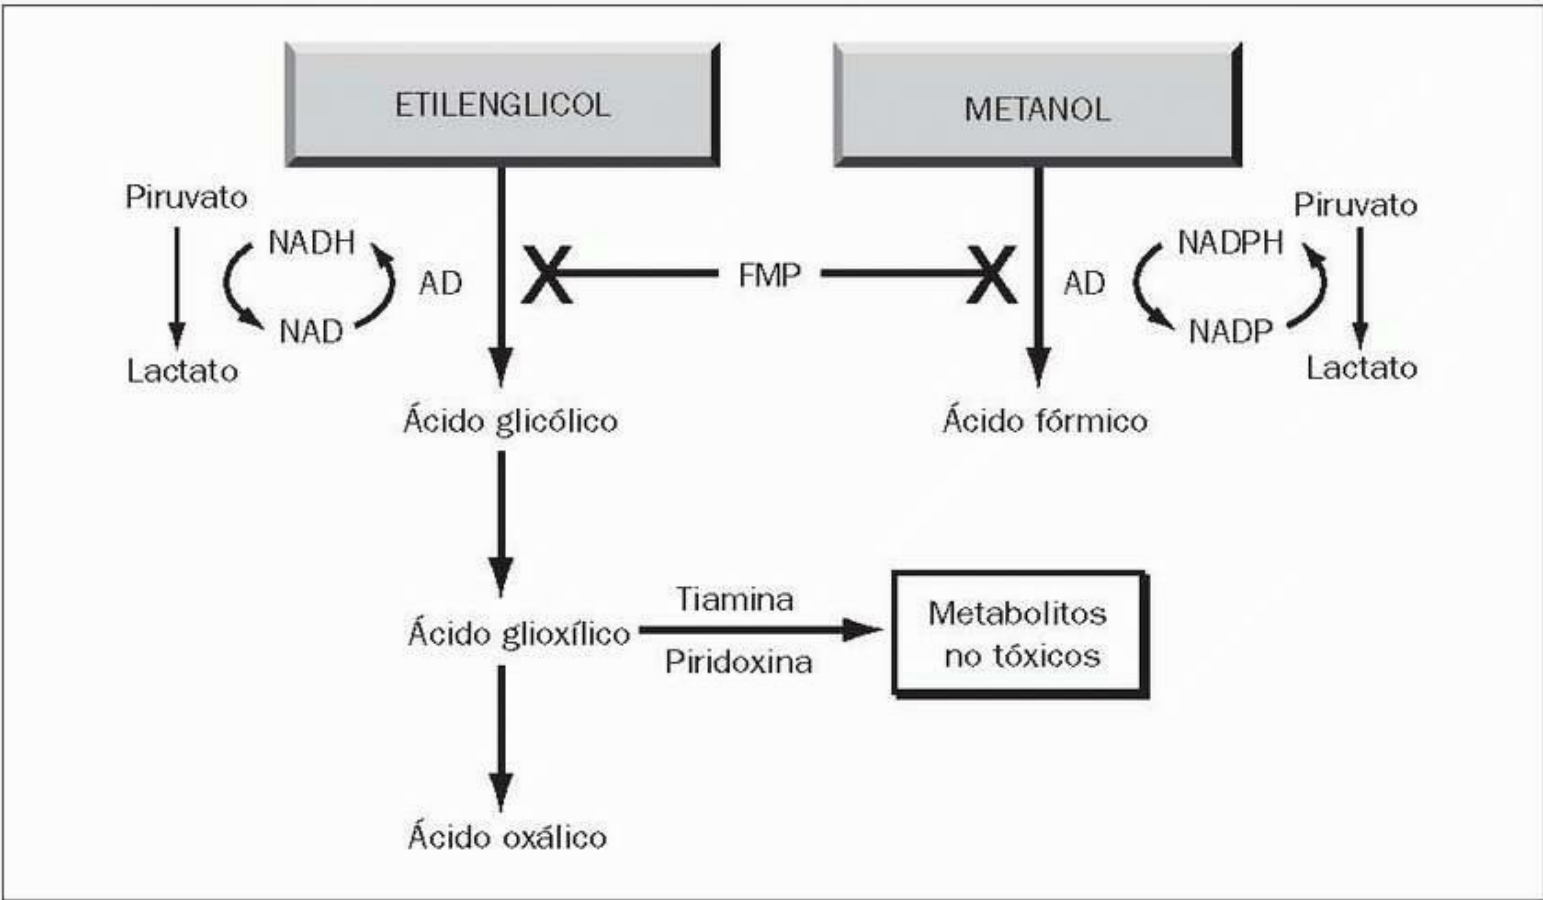 ETILENGLICOL
METANOL
Piruvato
NADH
AD
NAD
Lactato
FMP
AD
Piruvato
NADPH
NADP
Lactato
Ácido glicólico
Ácido fórmico
Ácido glioxílico
Tiamina
Piridoxina
Metabolitos
no tóxicos
Ácido oxálico